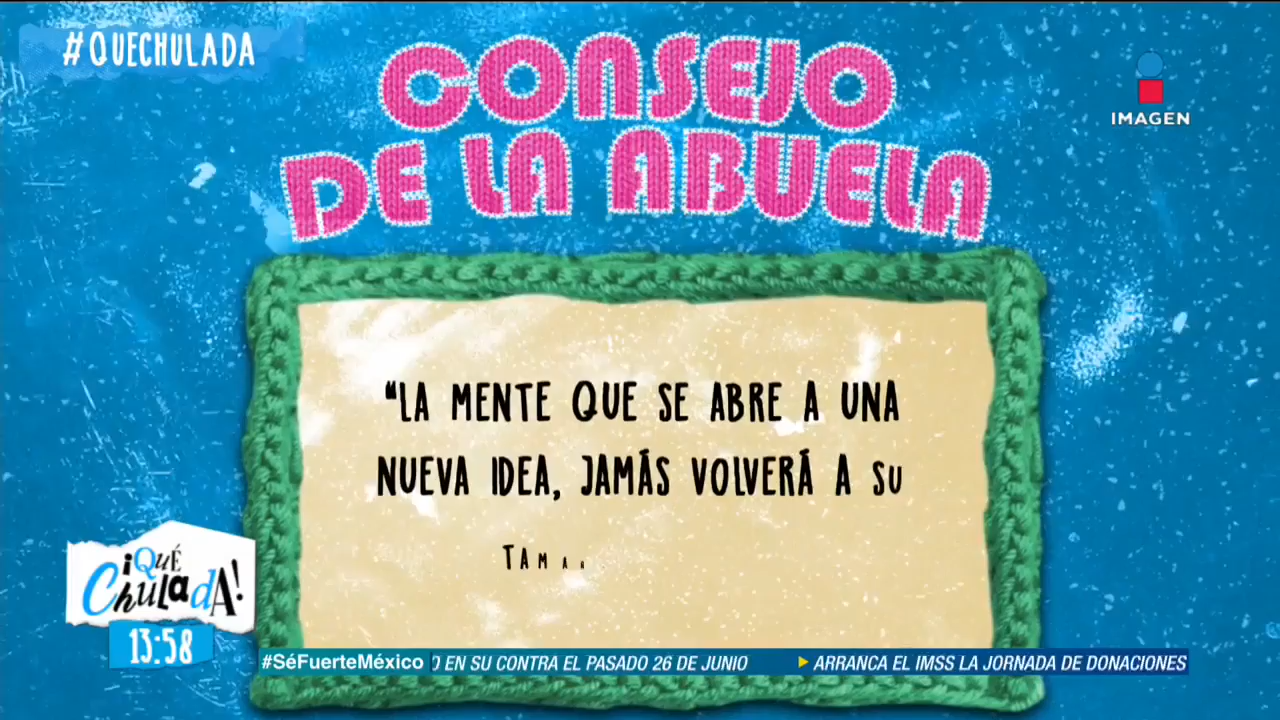 #QUECHULADA
CONSEJO
DE LA ABUELA
IMAGEN
“LA MENTE QUE SE ABRE A UNA
NUEVA IDEA, JAMÁS VOLVERÁ A SU
TAMA
¡QUÉ
CHULADA!
13:58
#SéFuerteMéxico O EN SU CONTRA EL PASADO 26 DE JUNIO ARRANCA EL IMSS LA JORNADA DE DONACIONES